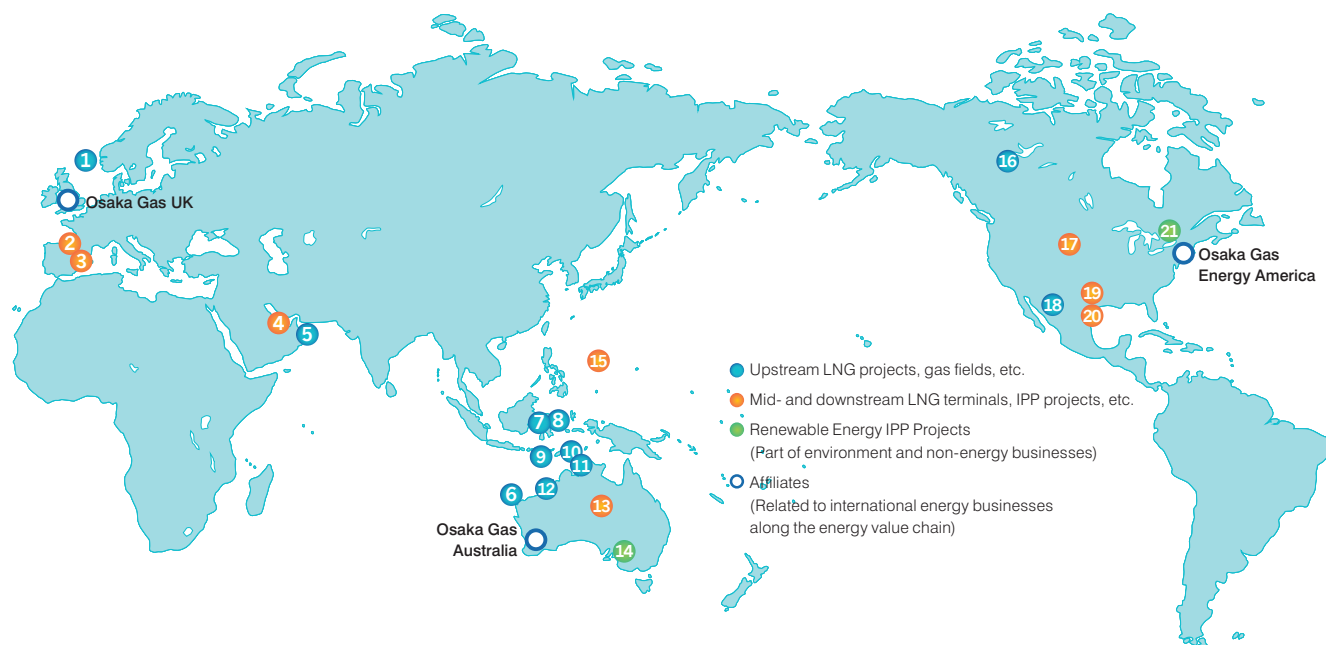 1
16
Osaka Gas UK
21
2
17
3
Osaka Gas
Energy America
19
18
4
20
5
15
Upstream LNG projects, gas fields, etc.
Mid- and downstream LNG terminals, IPP projects, etc.
7
8
Renewable Energy IPP Projects
(Part of environment and non-energy businesses)
9
10
11
Affiliates
(Related to international energy businesses
along the energy value chain)
6
12
13
Osaka Gas
Australia
14